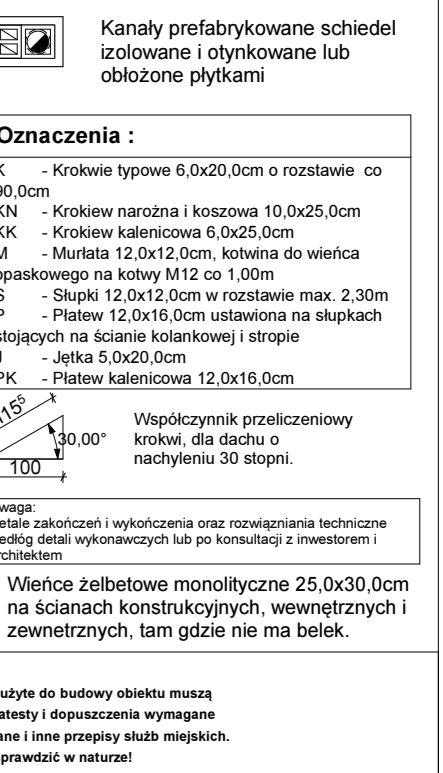 Kanały prefabrykowane schiedel
izolowane i otynkowane lub
obłożone płytkami
Oznaczenia :
K - Krokwie typowe 6,0x20,0cm o rozstawie co
90,0cm
KN - Krokiew narożna i koszowa 10,0x25,0cm
KK - Krokiew kalenicowa 6,0x25,0cm
M - Murłata 12,0x12,0cm, kotwina do wieńca
opaskowego na kotwy M12 co 1,00m
S - Słupki 12,0x12,0cm w rozstawie max. 2,30m
P - Płatew 12,0x16,0cm ustawiona na słupkach
stojących na ścianie kolankowej i stropie
J - Jętka 5,0x20,0cm
PK - Płatew kalenicowa 12,0x16,0cm
115⁵
30,00°
100
Współczynnik przeliczeniowy
krokwi, dla dachu o
nachyleniu 30 stopni.
waga:
etale zakończeń i wykończenia oraz rozwiązniania techniczne
edłóg detali wykonawczych lub po konsultacji z inwestorem i
rchitektem
Wieńce żelbetowe monolityczne 25,0x30,0cm
na ścianach konstrukcyjnych, wewnętrznych i
zewnetrznych, tam gdzie nie ma belek.
użyte do budowy obiektu muszą
atesty i dopuszczenia wymagane
ane i inne przepisy służb miejskich.
sprawdzić w naturze!